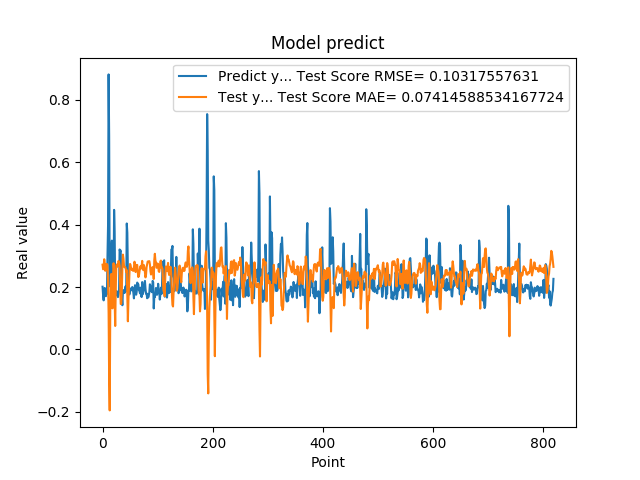 Model predict
Predict y... Test Score RMSE= 0.10317557631
Test y... Test Score MAE= 0.07414588534167724
0.8
0.6
0.4
0.2
0.0
−0.2
Real value
0
200
400
600
800
Point